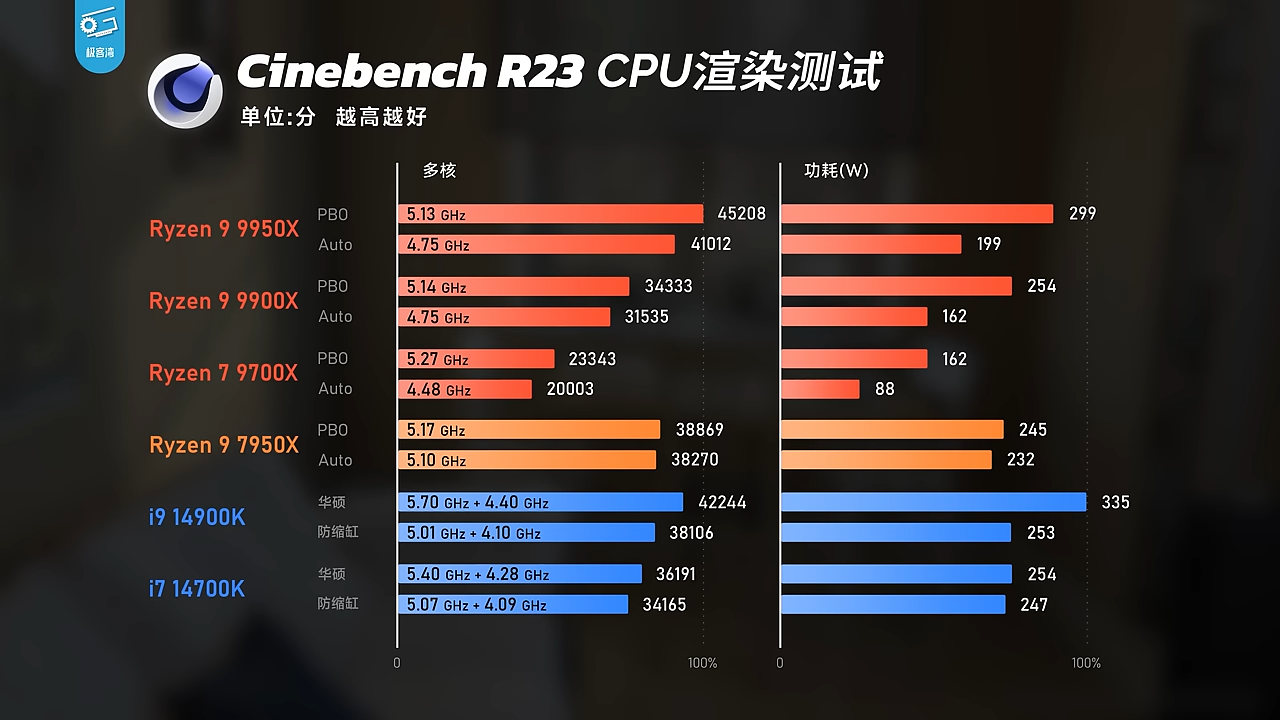 极客湾
Cinebench R23 CPU渲染测试
单位:分 越高越好
多核 功耗(W)
Ryzen 9 9950X
PBO 5.13 GHz 45208 299
Auto 4.75 GHz 41012 199
Ryzen 9 9900X
PBO 5.14 GHz 34333 254
Auto 4.75 GHz 31535 162
Ryzen 7 9700X
PBO 5.27 GHz 23343 162
Auto 4.48 GHz 20003 88
Ryzen 9 7950X
PBO 5.17 GHz 38869 245
Auto 5.10 GHz 38270 232
i9 14900K
华硕 5.70 GHz + 4.40 GHz 42244 335
防缩缸 5.01 GHz + 4.10 GHz 38106 253
i7 14700K
华硕 5.40 GHz + 4.28 GHz 36191 254
防缩缸 5.07 GHz + 4.09 GHz 34165 247
0 100% 0 100%